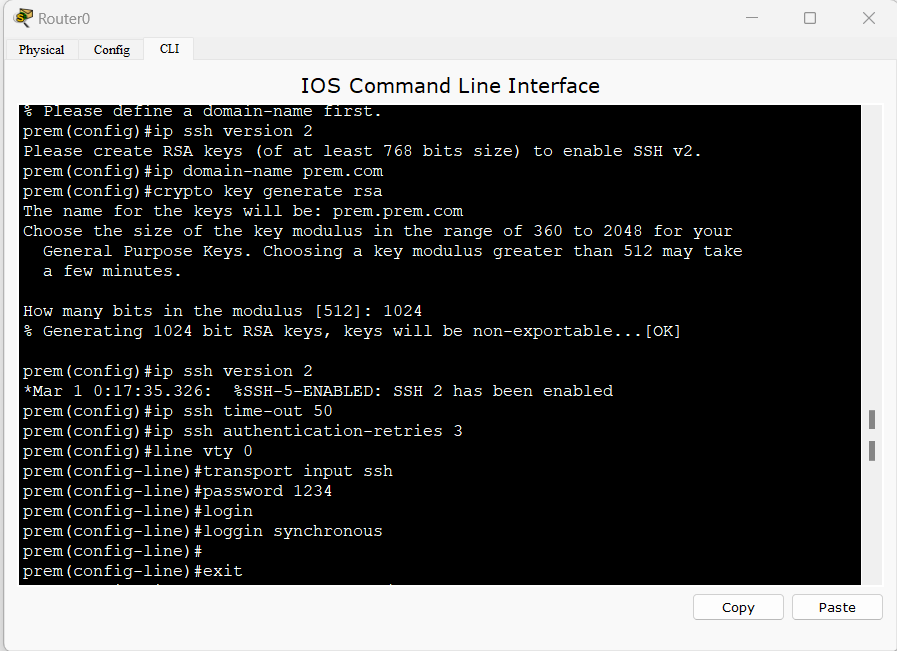 Router0
Physical Config CLI
IOS Command Line Interface
% Please define a domain-name first.
prem(config)#ip ssh version 2
Please create RSA keys (of at least 768 bits size) to enable SSH v2.
prem(config)#ip domain-name prem.com
prem(config)#crypto key generate rsa
The name for the keys will be: prem.prem.com
Choose the size of the key modulus in the range of 360 to 2048 for your
  General Purpose Keys. Choosing a key modulus greater than 512 may take
  a few minutes.

How many bits in the modulus [512]: 1024
% Generating 1024 bit RSA keys, keys will be non-exportable...[OK]

prem(config)#ip ssh version 2
*Mar 1 0:17:35.326:  %SSH-5-ENABLED: SSH 2 has been enabled
prem(config)#ip ssh time-out 50
prem(config)#ip ssh authentication-retries 3
prem(config)#line vty 0
prem(config-line)#transport input ssh
prem(config-line)#password 1234
prem(config-line)#login
prem(config-line)#loggin synchronous
prem(config-line)#
prem(config-line)#exit
Copy Paste